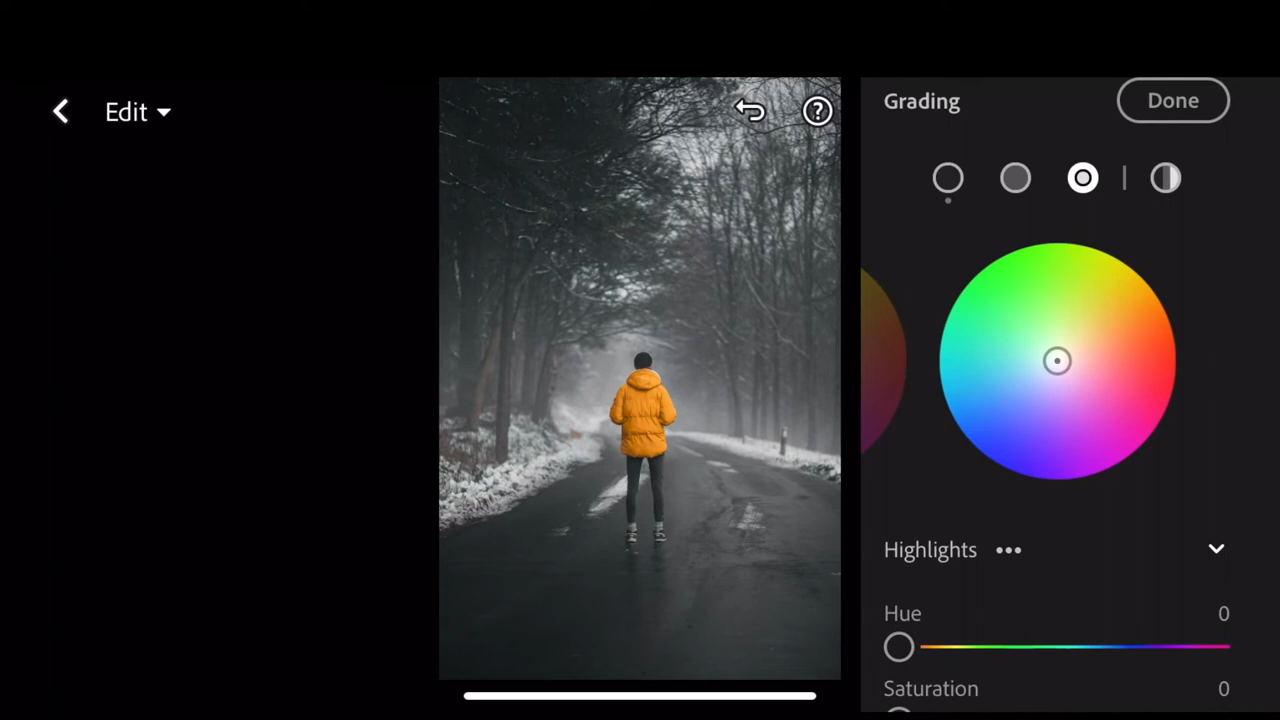 Edit
Grading
Done
Highlights
Hue 0
Saturation 0